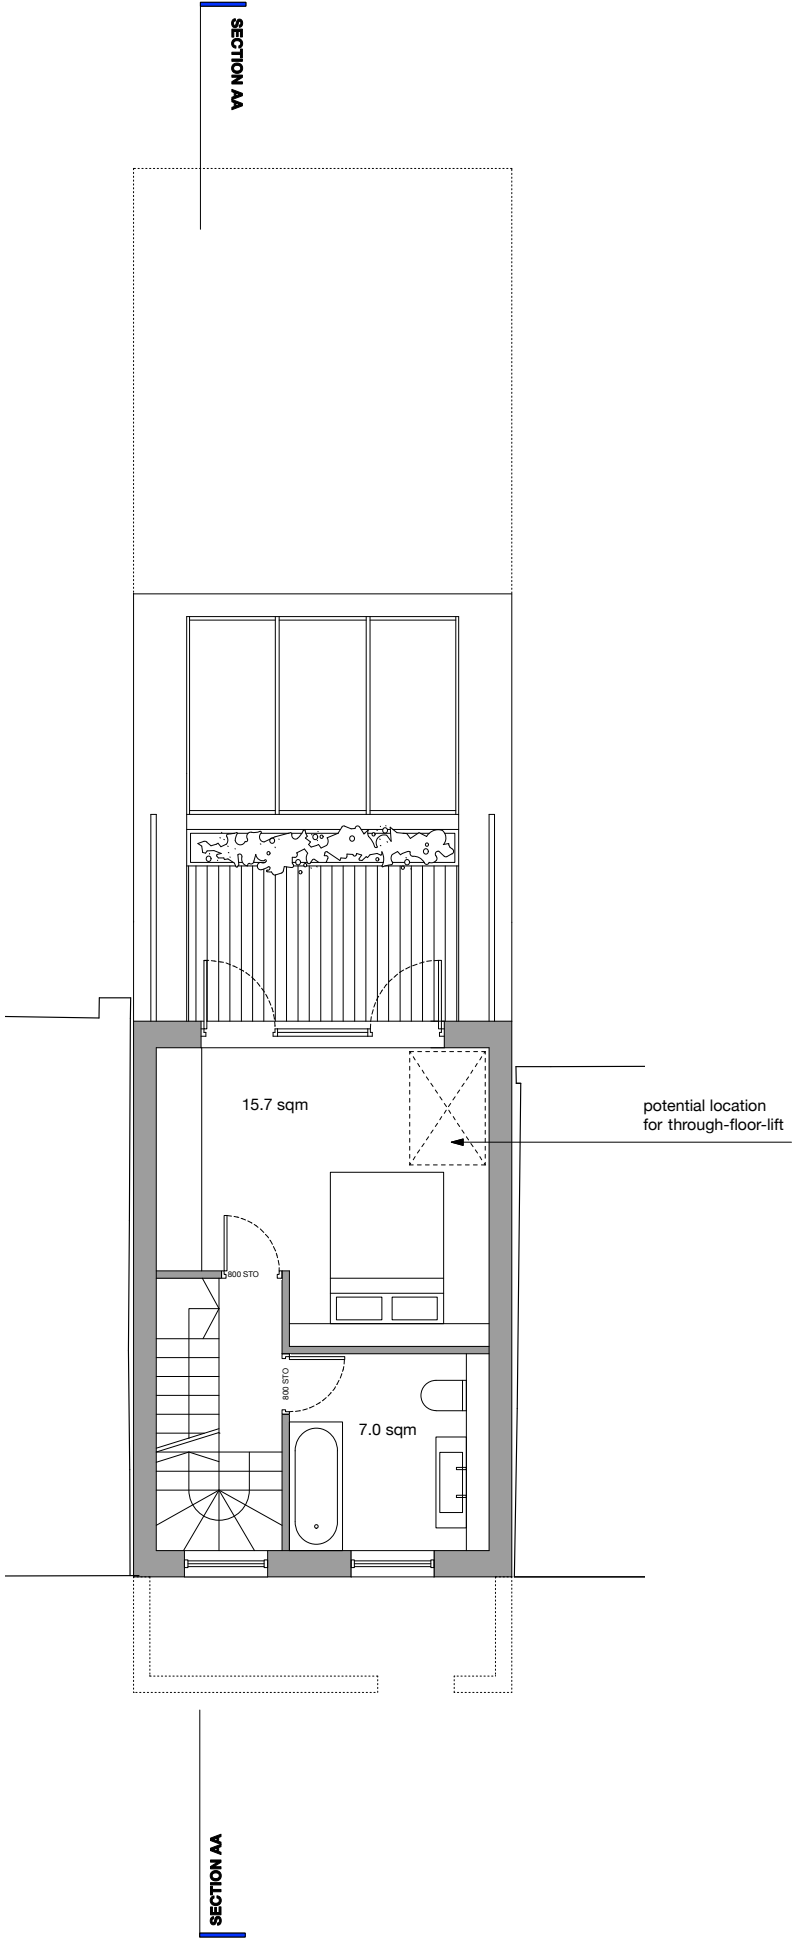 SECTION AA
15.7 sqm
potential location
for through-floor-lift
800 STO
800 STO
7.0 sqm
SECTION AA